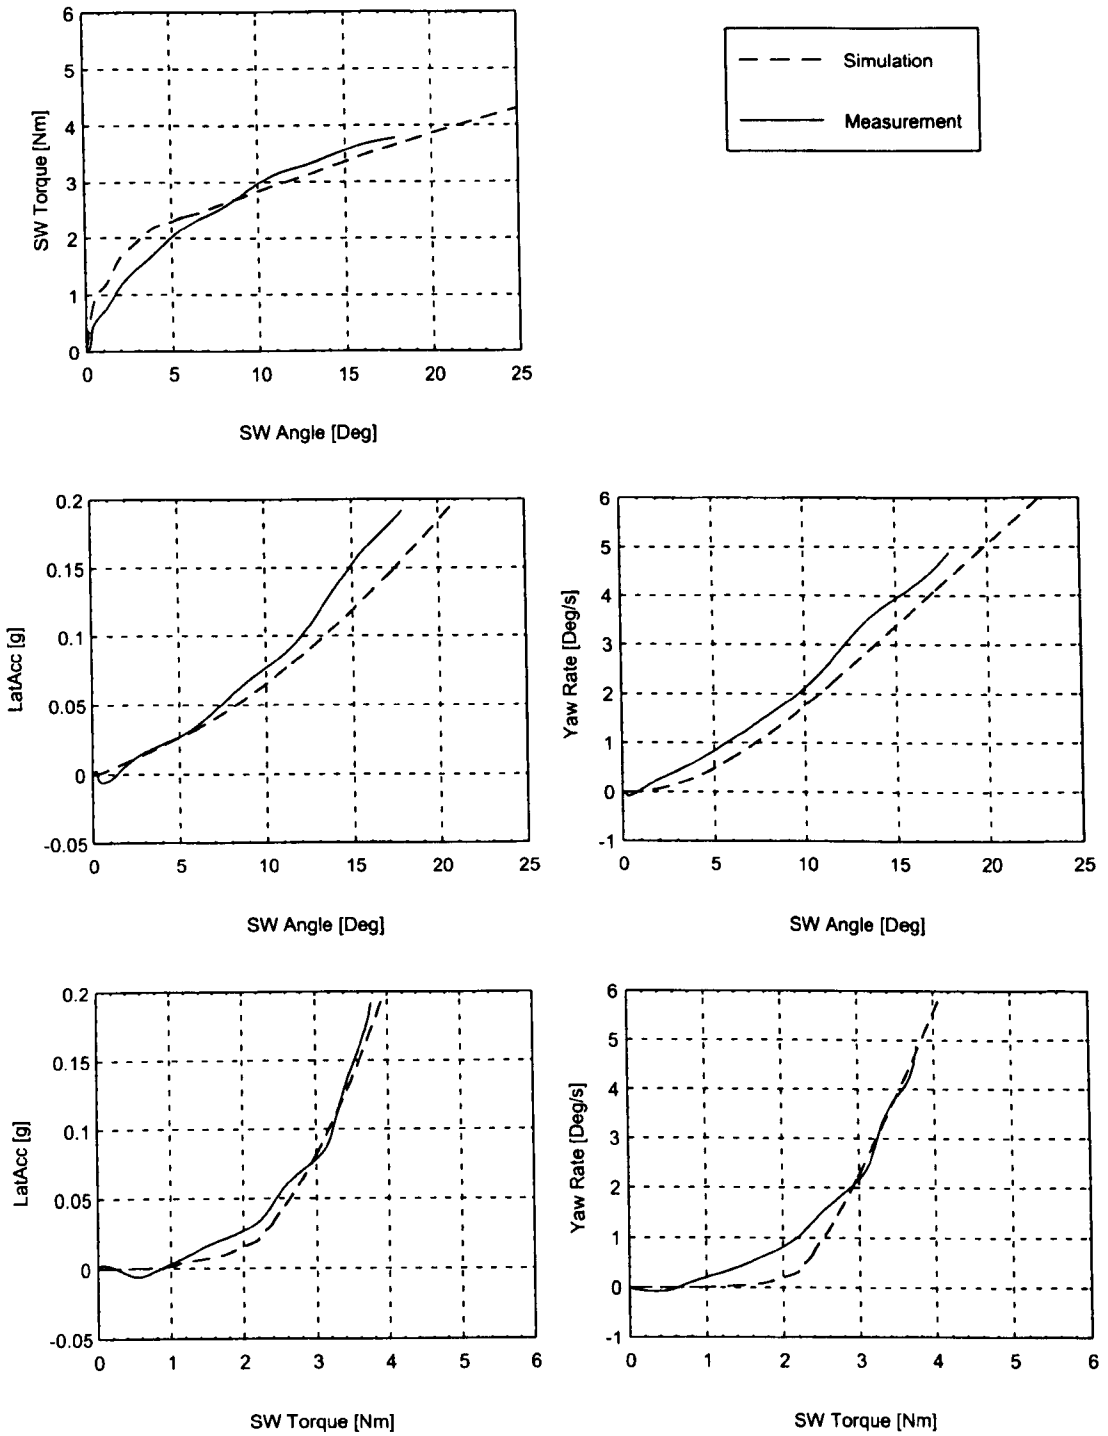 6
5
4
3
2
1
0
SW Torque [Nm]
0 5 10 15 20 25
SW Angle [Deg]
Simulation
Measurement
0.2
0.15
0.1
0.05
0
-0.05
LatAcc [g]
0 5 10 15 20 25
SW Angle [Deg]
6
5
4
3
2
1
0
-1
Yaw Rate [Deg/s]
0 5 10 15 20 25
SW Angle [Deg]
0.2
0.15
0.1
0.05
0
-0.05
LatAcc [g]
0 1 2 3 4 5 6
SW Torque [Nm]
6
5
4
3
2
1
0
-1
Yaw Rate [Deg/s]
0 1 2 3 4 5 6
SW Torque [Nm]